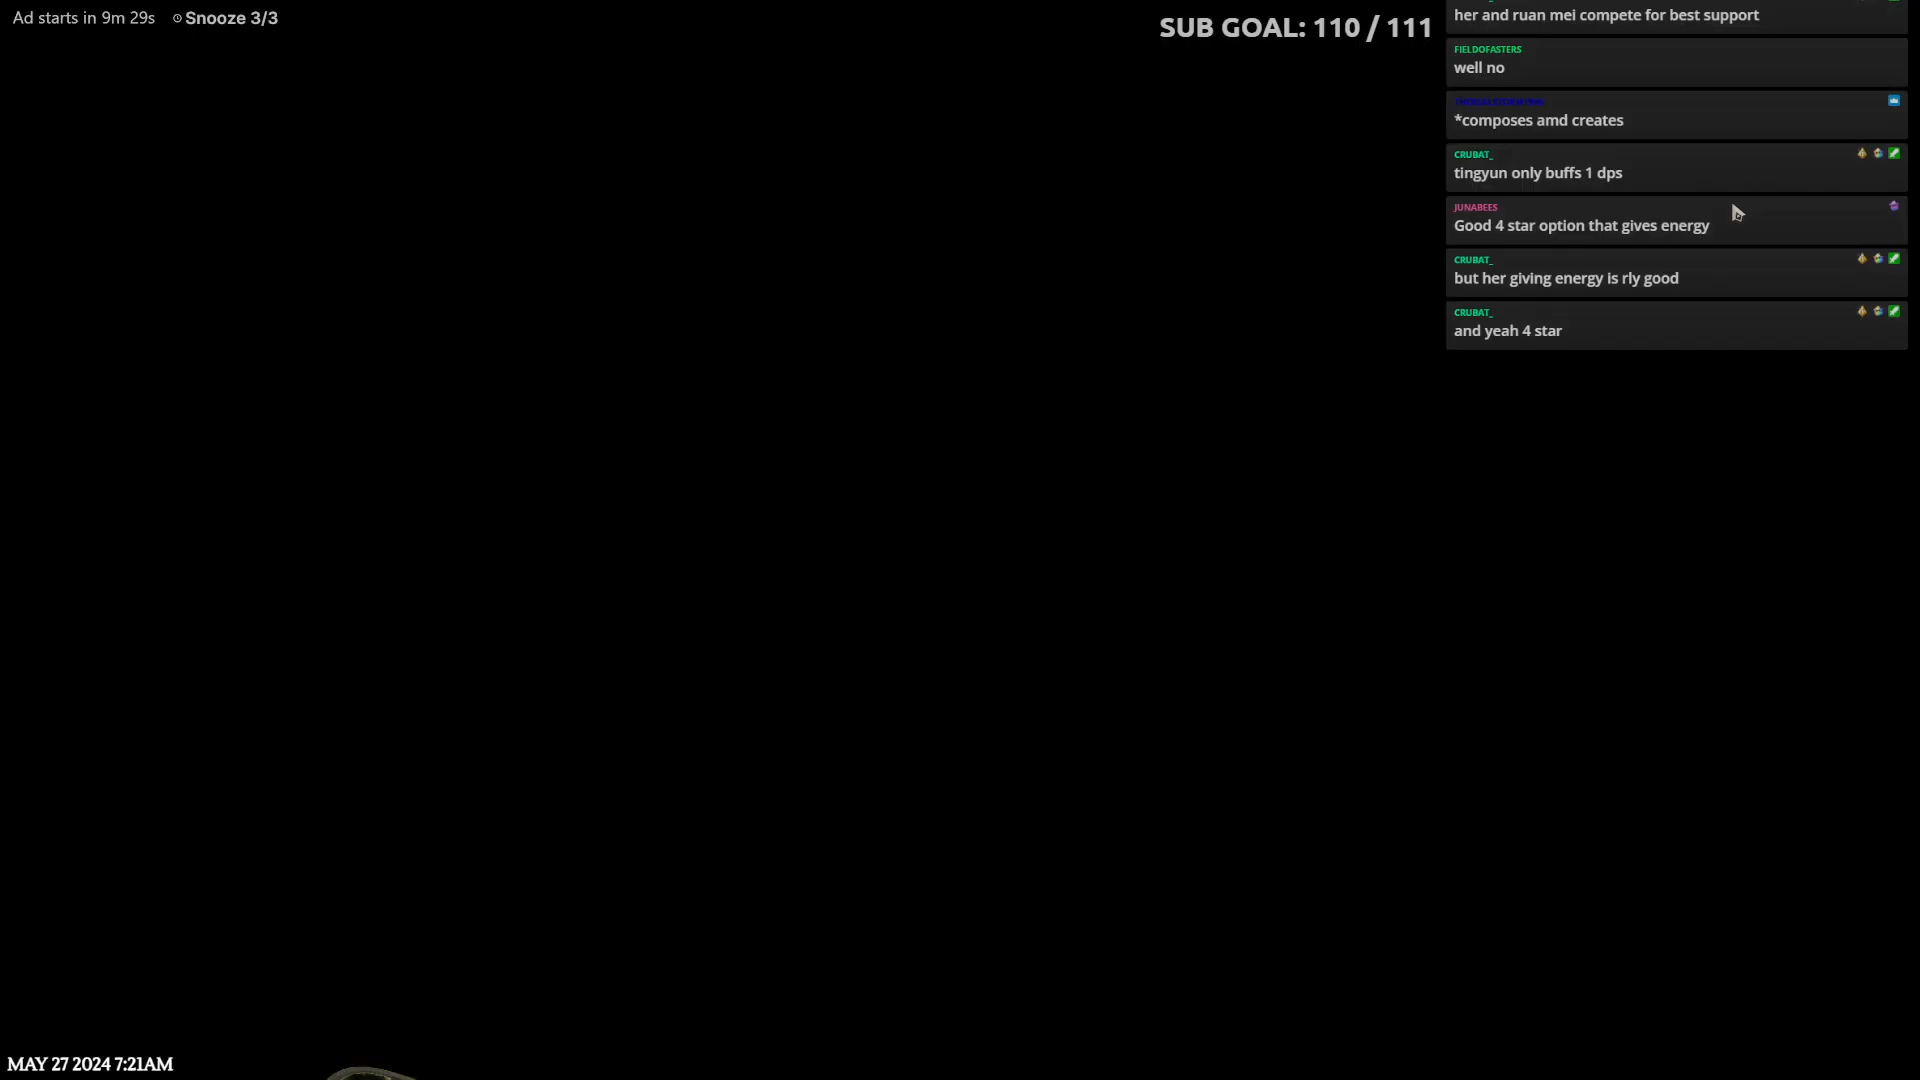 Ad starts in 9m 29s Snooze 3/3
SUB GOAL: 110 / 111
her and ruan mei compete for best support
FIELDOFASTERS
well no
*composes amd creates
CRUBAT_
tingyun only buffs 1 dps
JUNABEES
Good 4 star option that gives energy
CRUBAT_
but her giving energy is rly good
CRUBAT_
and yeah 4 star
MAY 27 2024 7:21AM